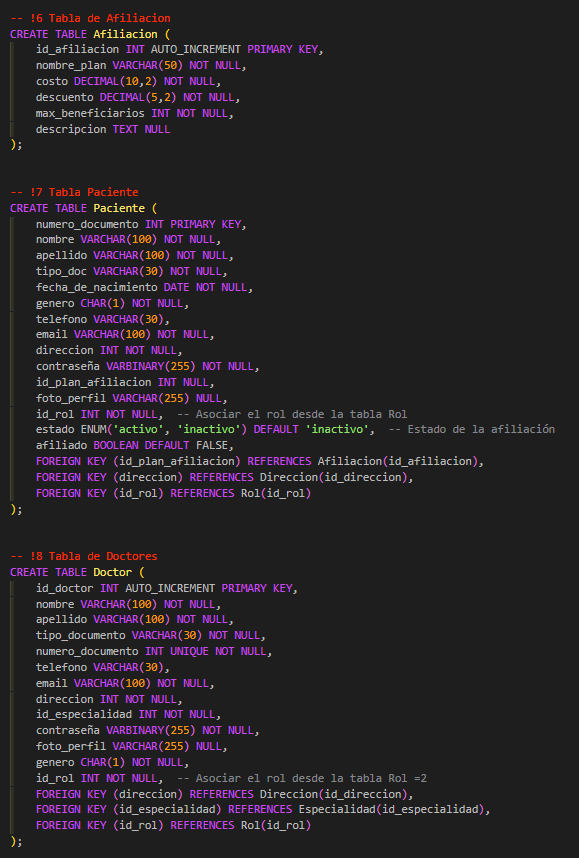 -- !6 Tabla de Afiliacion
CREATE TABLE Afiliacion (
id_afiliacion INT AUTO_INCREMENT PRIMARY KEY,
nombre_plan VARCHAR(50) NOT NULL,
costo DECIMAL(10,2) NOT NULL,
descuento DECIMAL(5,2) NOT NULL,
max_beneficiarios INT NOT NULL,
descripcion TEXT NULL
);
-- !7 Tabla Paciente
CREATE TABLE Paciente (
numero_documento INT PRIMARY KEY,
nombre VARCHAR(100) NOT NULL,
apellido VARCHAR(100) NOT NULL,
tipo_doc VARCHAR(30) NOT NULL,
fecha_de_nacimiento DATE NOT NULL,
genero CHAR(1) NOT NULL,
telefono VARCHAR(30),
email VARCHAR(100) NOT NULL,
direccion INT NOT NULL,
contraseña VARBINARY(255) NOT NULL,
id_plan_afiliacion INT NULL,
foto_perfil VARCHAR(255) NULL,
id_rol INT NOT NULL,  -- Asociar el rol desde la tabla Rol
estado ENUM('activo', 'inactivo') DEFAULT 'inactivo',  -- Estado de la afiliación
afiliado BOOLEAN DEFAULT FALSE,
FOREIGN KEY (id_plan_afiliacion) REFERENCES Afiliacion(id_afiliacion),
FOREIGN KEY (direccion) REFERENCES Direccion(id_direccion),
FOREIGN KEY (id_rol) REFERENCES Rol(id_rol)
);
-- !8 Tabla de Doctores
CREATE TABLE Doctor (
id_doctor INT AUTO_INCREMENT PRIMARY KEY,
nombre VARCHAR(100) NOT NULL,
apellido VARCHAR(100) NOT NULL,
tipo_documento VARCHAR(30) NOT NULL,
numero_documento INT UNIQUE NOT NULL,
telefono VARCHAR(30),
email VARCHAR(100) NOT NULL,
direccion INT NOT NULL,
id_especialidad INT NOT NULL,
contraseña VARBINARY(255) NOT NULL,
foto_perfil VARCHAR(255) NULL,
genero CHAR(1) NOT NULL,
id_rol INT NOT NULL,  -- Asociar el rol desde la tabla Rol =2
FOREIGN KEY (direccion) REFERENCES Direccion(id_direccion),
FOREIGN KEY (id_especialidad) REFERENCES Especialidad(id_especialidad),
FOREIGN KEY (id_rol) REFERENCES Rol(id_rol)
);